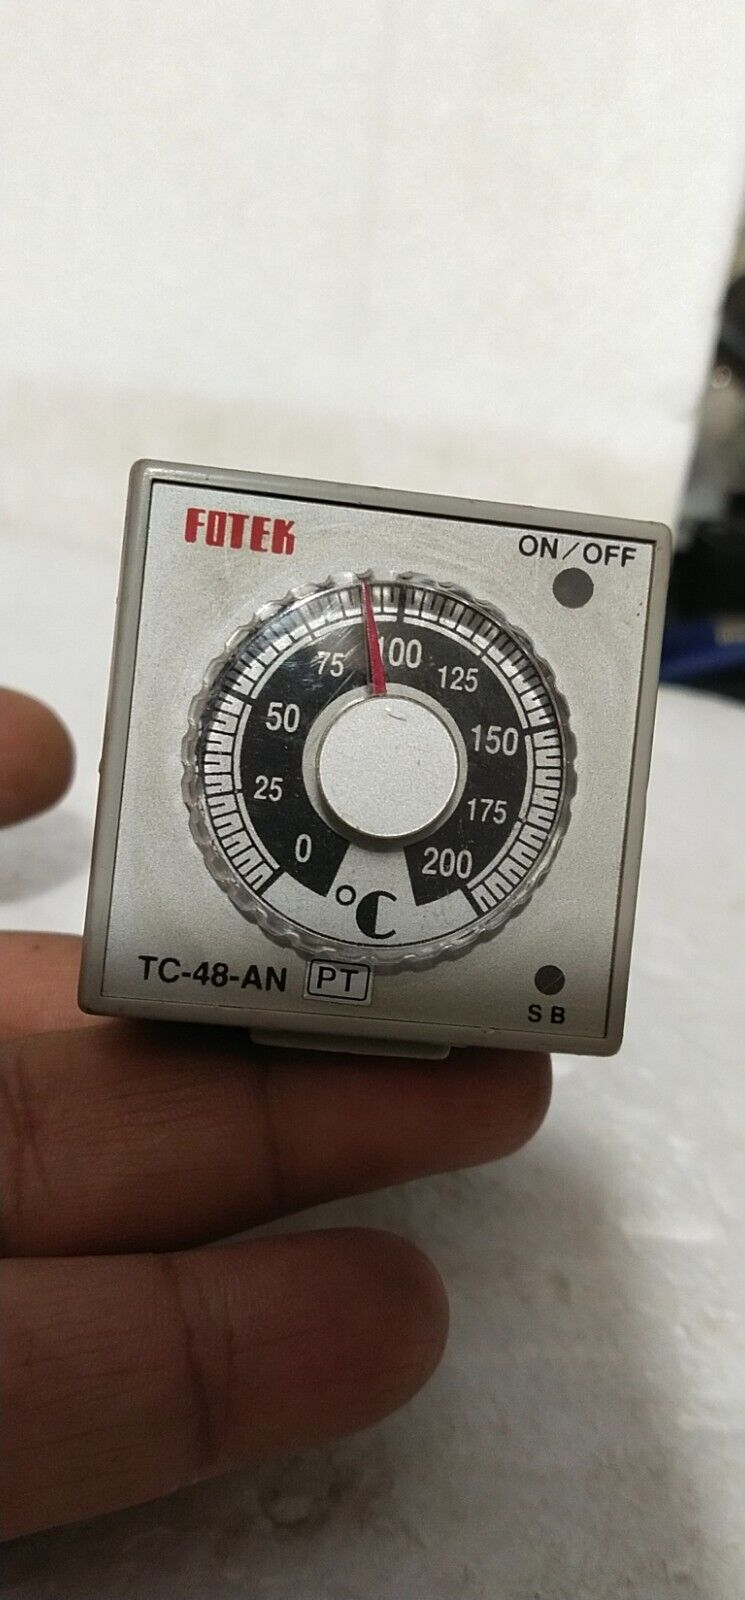 FOTEK
ON/OFF
0
25
50
75
100
125
150
175
200
°C
TC-48-AN PT
SB